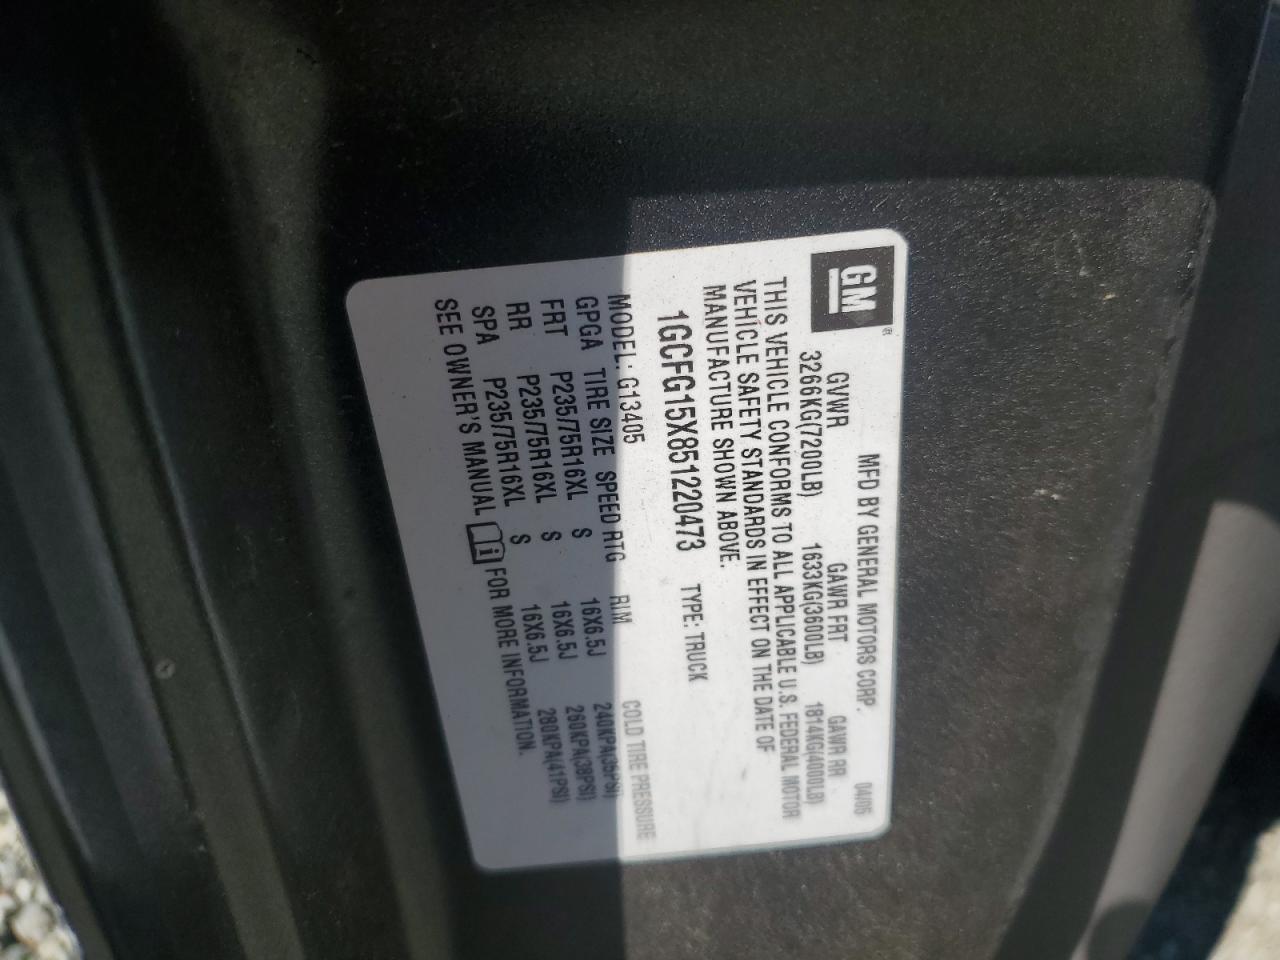 GM®
MFD BY GENERAL MOTORS CORP. 04/05
GVWR GAWR FRT GAWR RR
3266KG(7200LB) 1633KG(3600LB) 1814KG(4000LB)
THIS VEHICLE CONFORMS TO ALL APPLICABLE U.S. FEDERAL MOTOR
VEHICLE SAFETY STANDARDS IN EFFECT ON THE DATE OF
MANUFACTURE SHOWN ABOVE.
1GCFG15X851220473 TYPE: TRUCK
MODEL: G13405
GPGA TIRE SIZE SPEED RTG RIM COLD TIRE PRESSURE
FRT P235/75R16XL S 16X6.5J 240KPA(35PSI)
RR P235/75R16XL S 16X6.5J 260KPA(38PSI)
SPA P235/75R16XL S 16X6.5J 280KPA(41PSI)
SEE OWNER'S MANUAL i FOR MORE INFORMATION.